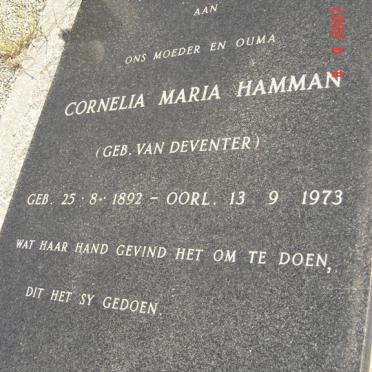 AAN
ONS MOEDER EN OUMA
CORNELIA MARIA HAMMAN
(GEB. VAN DEVENTER)
GEB. 25 · 8 · 1892 – OORL. 13 9 1973
WAT HAAR HAND GEVIND HET OM TE DOEN,
DIT HET SY GEDOEN.